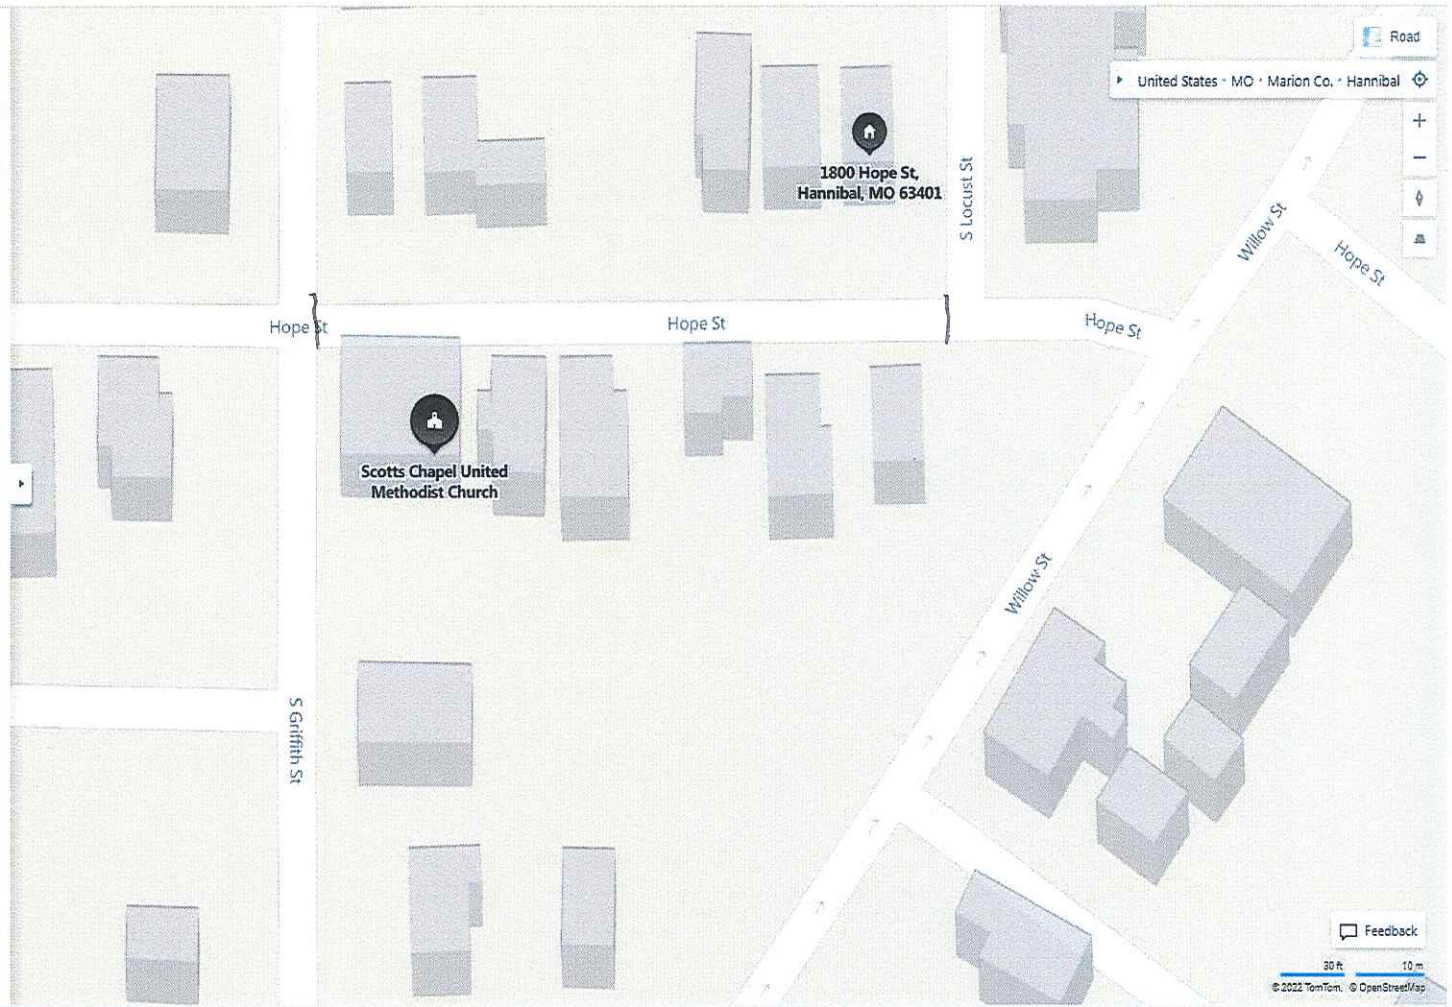 Road
United States · MO · Marion Co. · Hannibal
1800 Hope St,
Hannibal, MO 63401
S Locust St
Willow St
Hope St
Hope St
Hope St
Hope St
Scotts Chapel United
Methodist Church
Willow St
S Griffith St
Feedback
30 ft 10 m
© 2022 TomTom, © OpenStreetMap